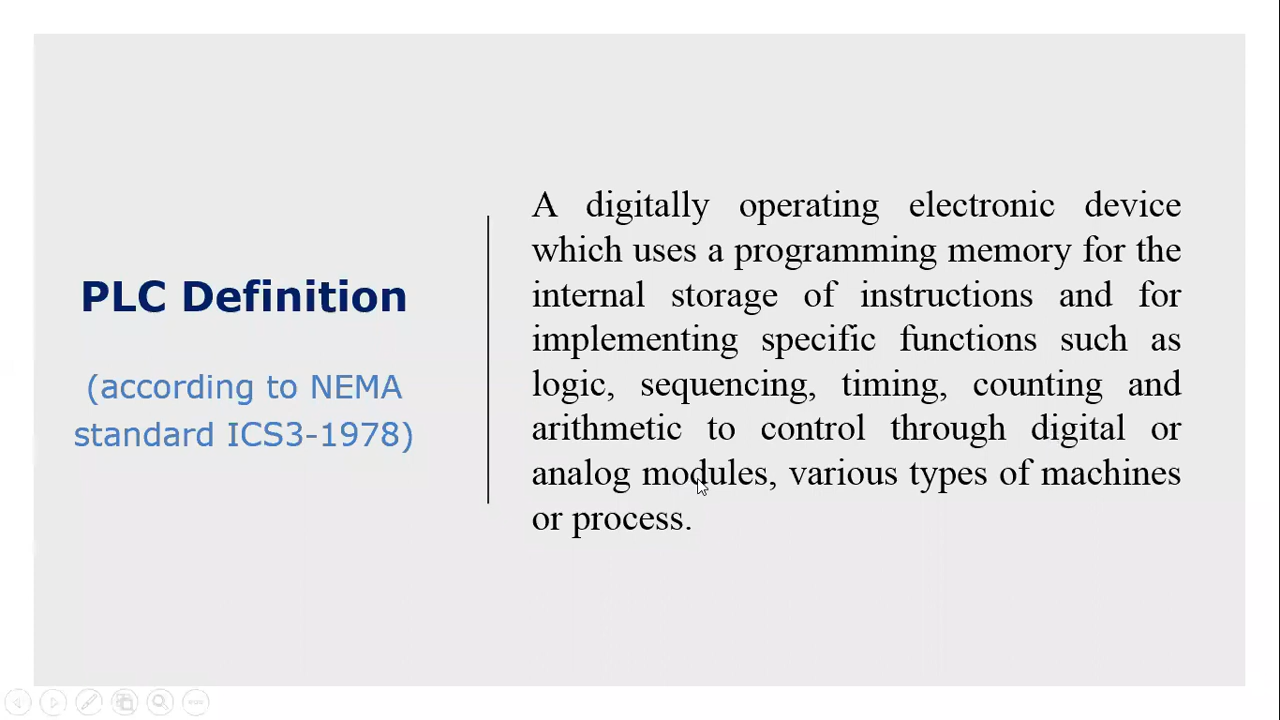 PLC Definition
(according to NEMA
standard ICS3-1978)
A digitally operating electronic device
which uses a programming memory for the
internal storage of instructions and for
implementing specific functions such as
logic, sequencing, timing, counting and
arithmetic to control through digital or
analog modules, various types of machines
or process.